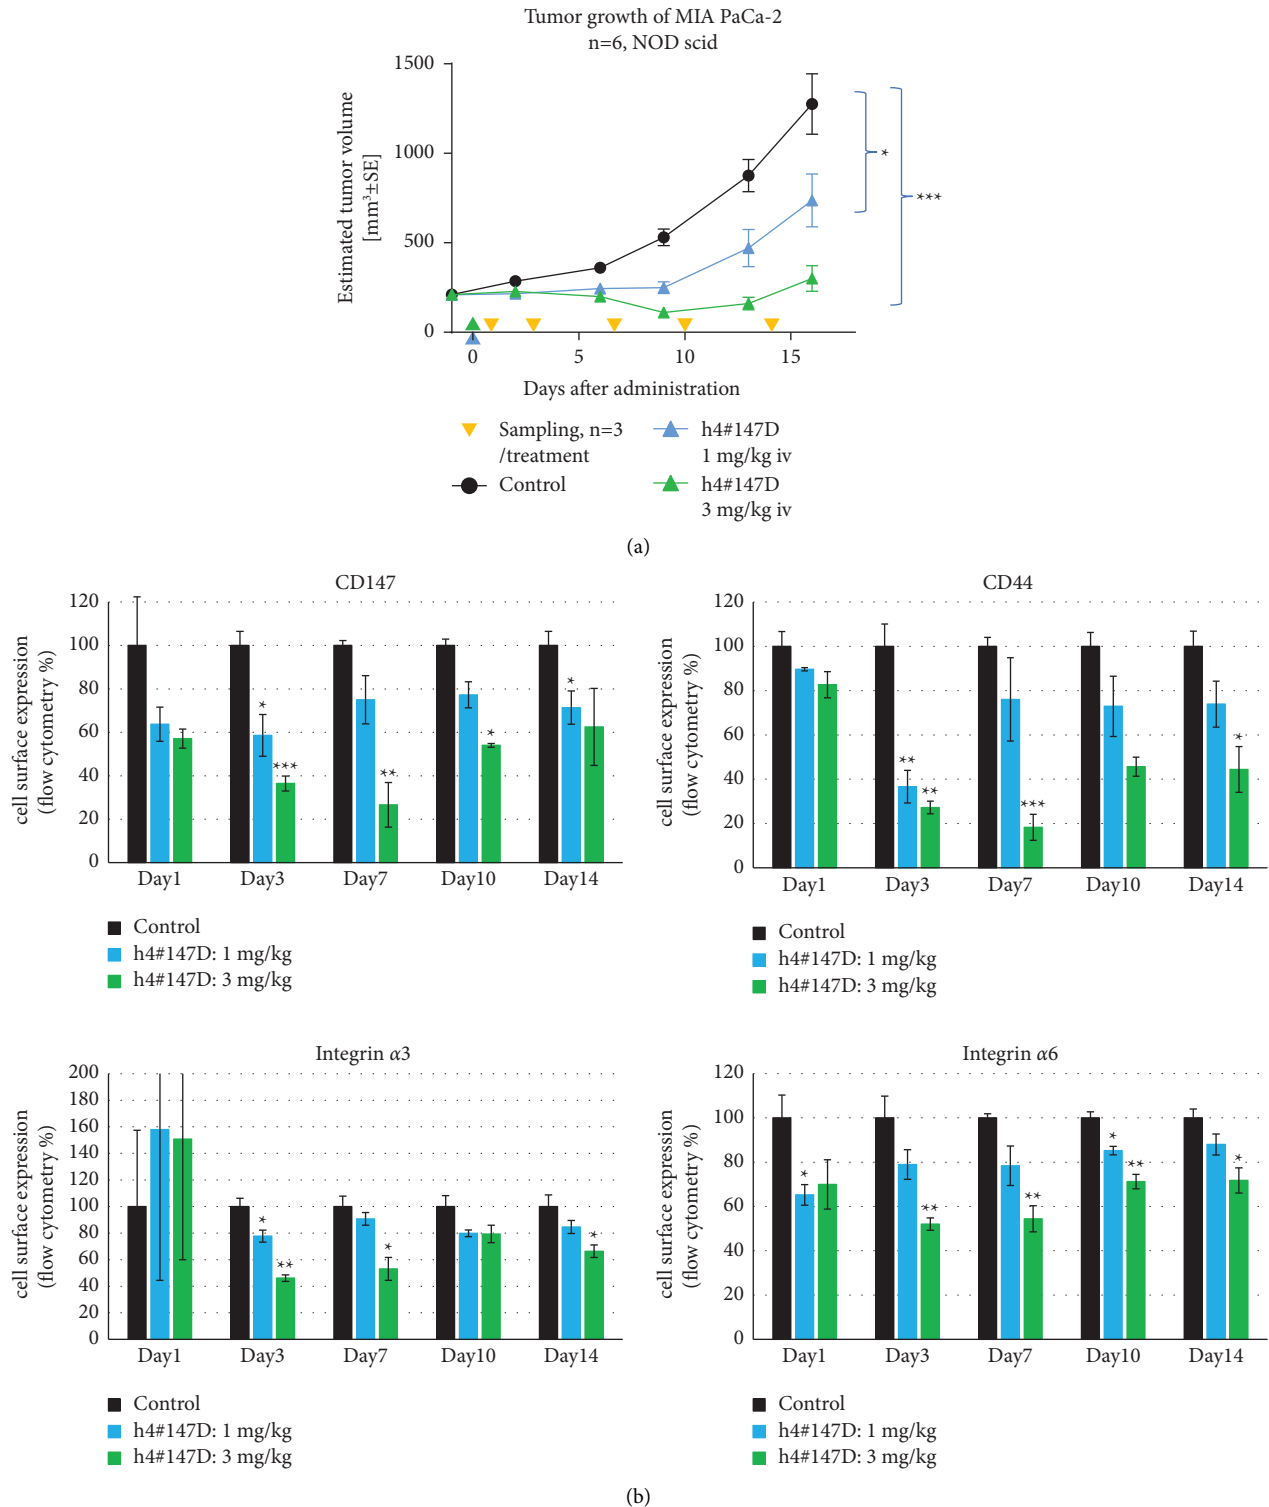 Tumor growth of MIA PaCa-2
n=6, NOD scid
Estimated tumor volume
[mm³±SE]
1500
1000
500
0
*
***
0 5 10 15
Days after administration
Sampling, n=3
/treatment
Control
h4#147D
1 mg/kg iv
h4#147D
3 mg/kg iv
(a)
CD147
cell surface expression
(flow cytometry %)
120
100
80
60
40
20
0
*
***
**
*
*
Day1 Day3 Day7 Day10 Day14
Control
h4#147D: 1 mg/kg
h4#147D: 3 mg/kg
CD44
cell surface expression
(flow cytometry %)
120
100
80
60
40
20
0
**
**
***
*
Day1 Day3 Day7 Day10 Day14
Control
h4#147D: 1 mg/kg
h4#147D: 3 mg/kg
Integrin α3
cell surface expression
(flow cytometry %)
200
180
160
140
120
100
80
60
40
20
0
*
**
*
*
Day1 Day3 Day7 Day10 Day14
Control
h4#147D: 1 mg/kg
h4#147D: 3 mg/kg
Integrin α6
cell surface expression
(flow cytometry %)
120
100
80
60
40
20
0
*
**
**
*
**
*
Day1 Day3 Day7 Day10 Day14
Control
h4#147D: 1 mg/kg
h4#147D: 3 mg/kg
(b)